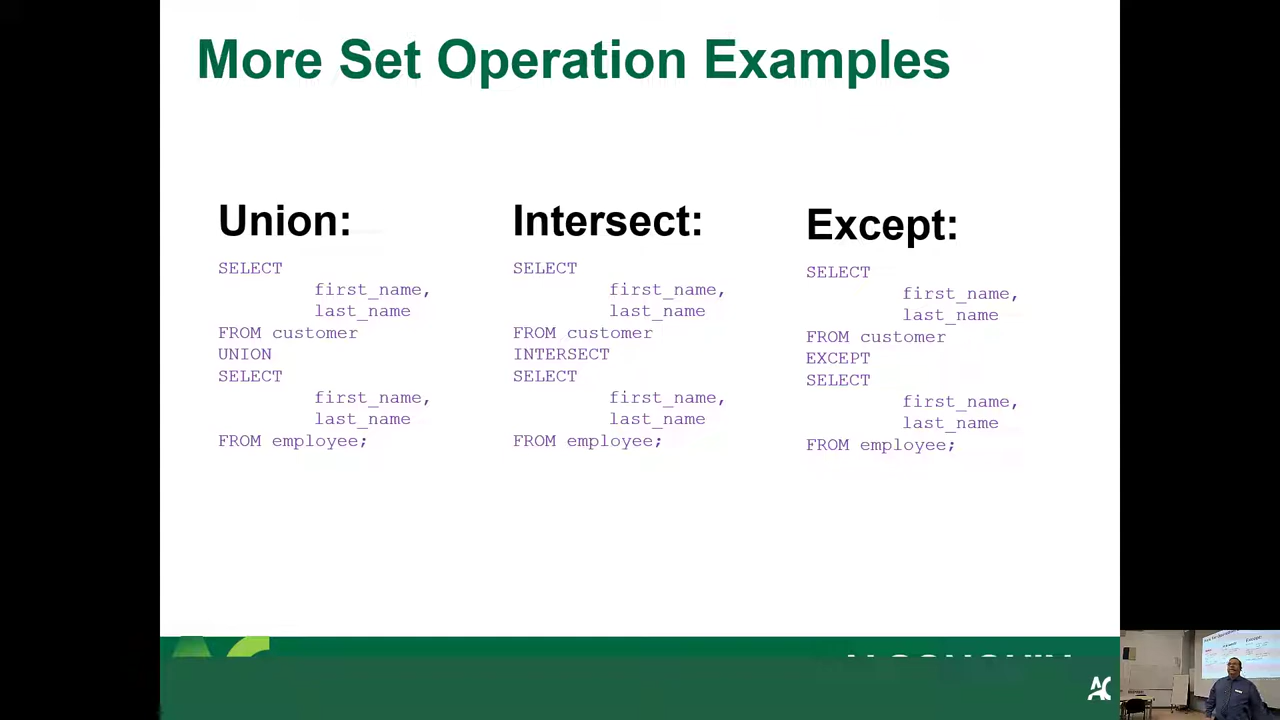 More Set Operation Examples
Union:
SELECT
first_name,
last_name
FROM customer
UNION
SELECT
first_name,
last_name
FROM employee;
Intersect:
SELECT
first_name,
last_name
FROM customer
INTERSECT
SELECT
first_name,
last_name
FROM employee;
Except:
SELECT
first_name,
last_name
FROM customer
EXCEPT
SELECT
first_name,
last_name
FROM employee;
AC